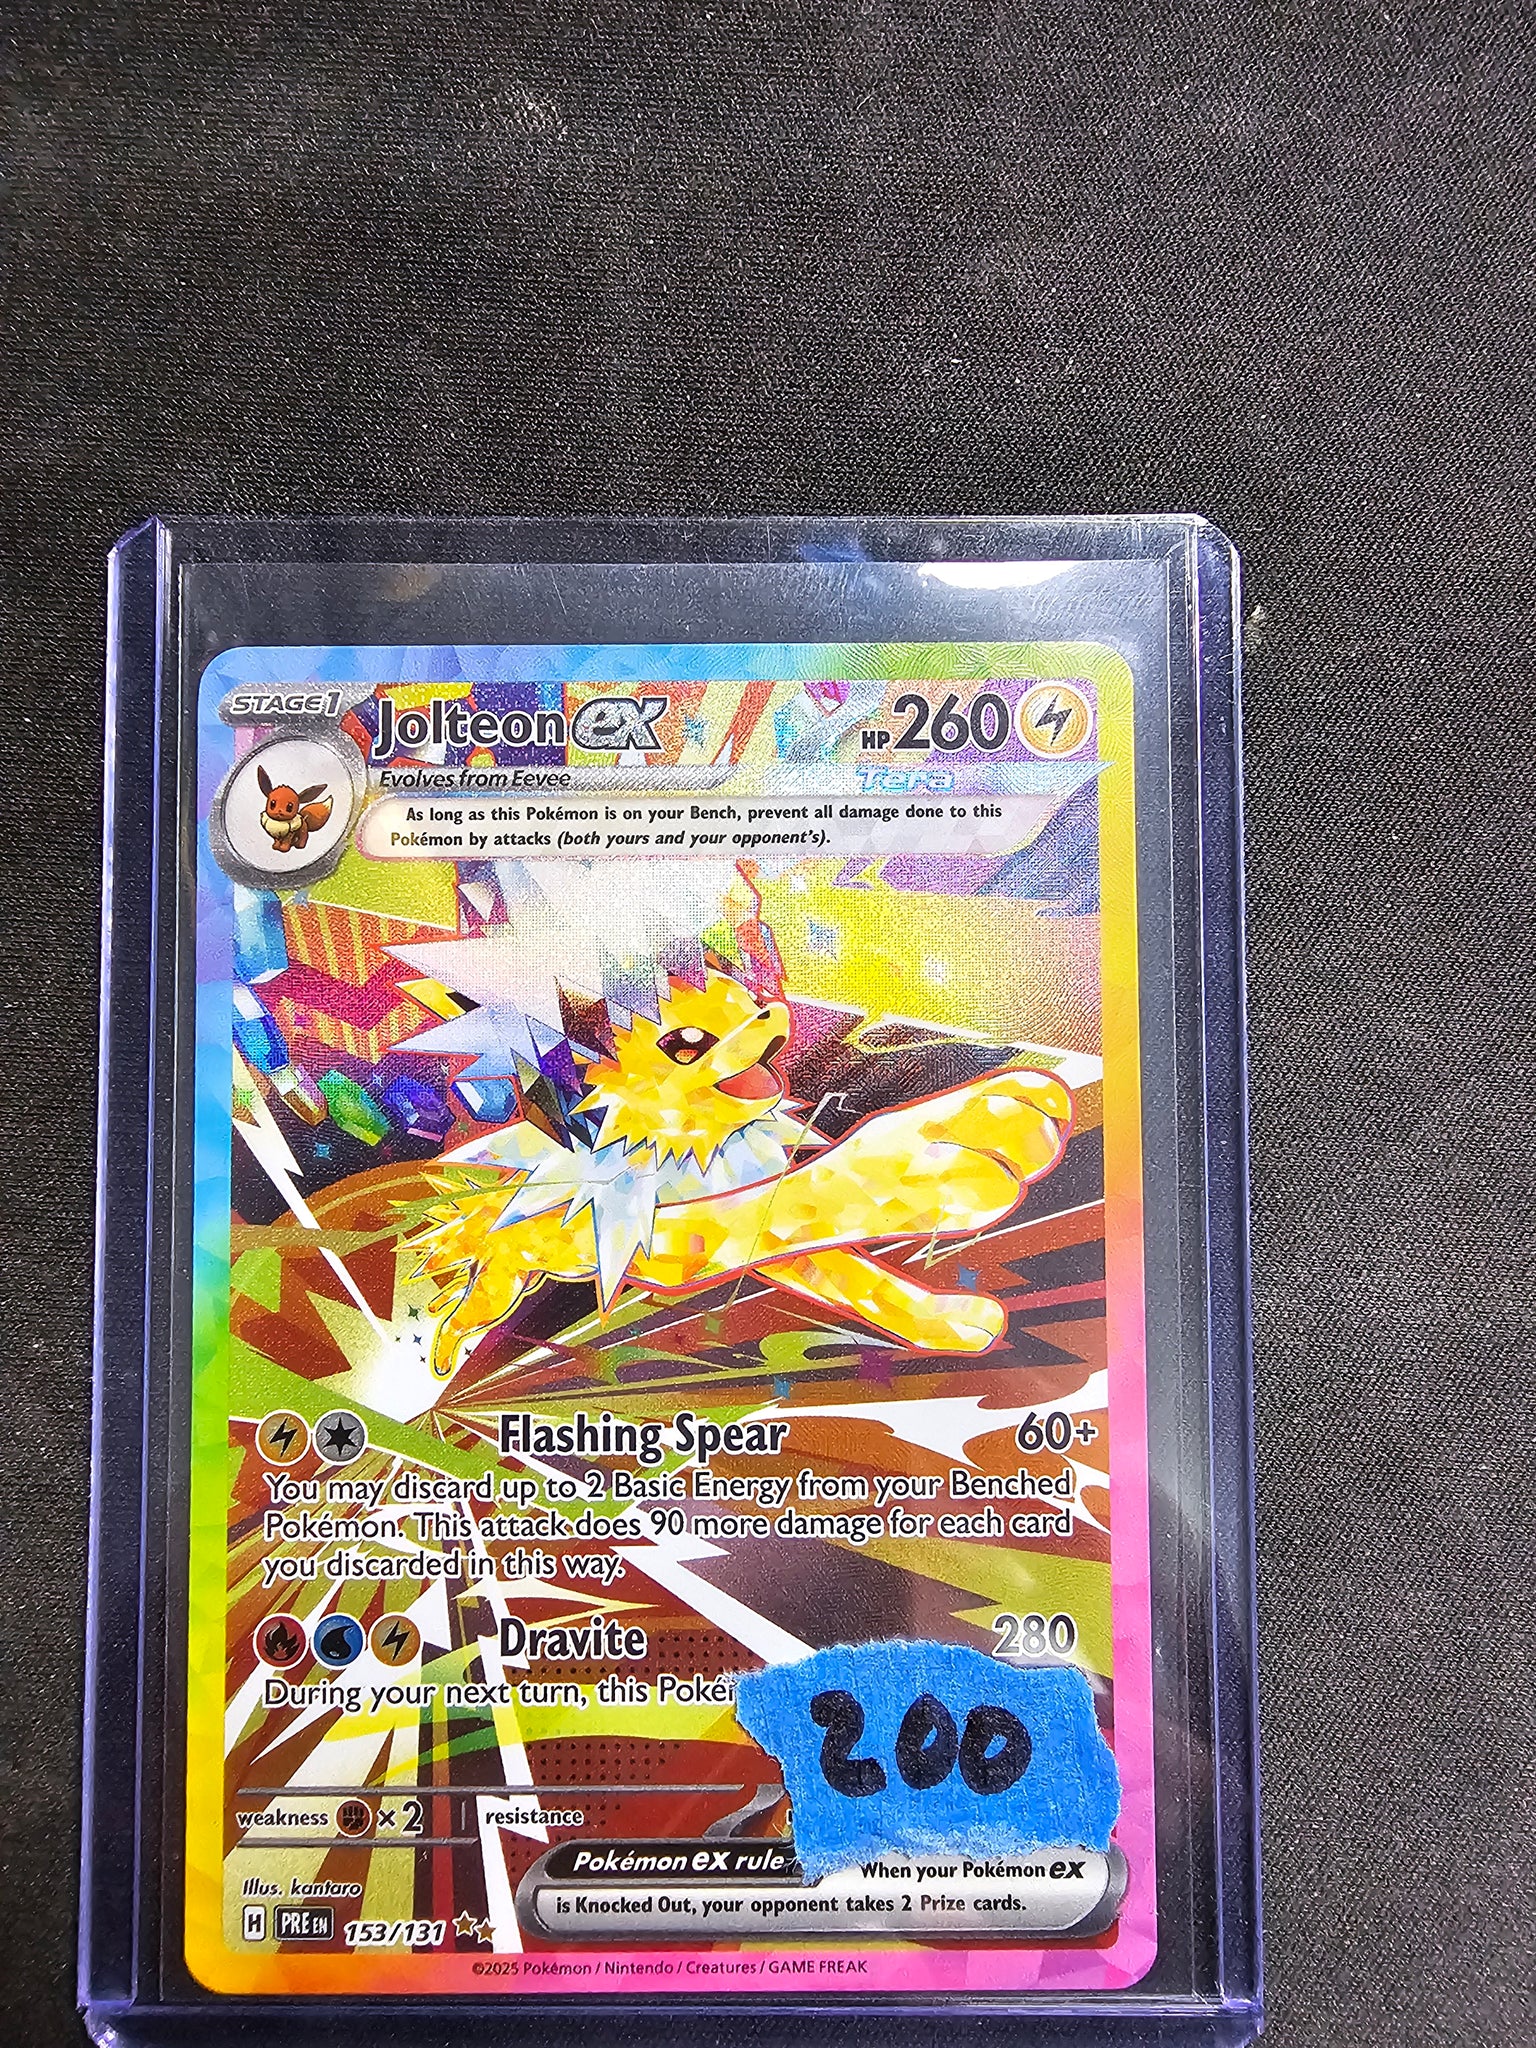 STAGE 1
Jolteon ex
HP 260
Evolves from Eevee
Tera
As long as this Pokémon is on your Bench, prevent all damage done to this
Pokémon by attacks (both yours and your opponent's).
Flashing Spear 60+
You may discard up to 2 Basic Energy from your Benched
Pokémon. This attack does 90 more damage for each card
you discarded in this way.
Dravite 280
During your next turn, this Poké
200
weakness ×2 resistance
Pokémon ex rule When your Pokémon ex
is Knocked Out, your opponent takes 2 Prize cards.
Illus. kantaro
H PRE EN 153/131
©2025 Pokémon / Nintendo / Creatures / GAME FREAK